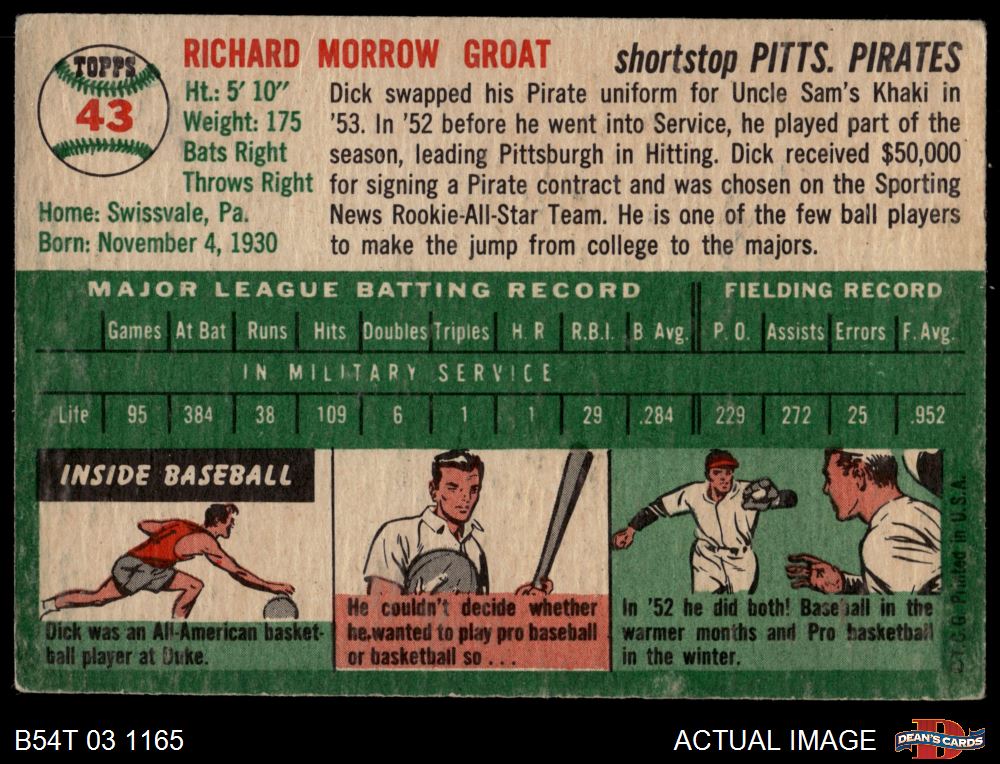 TOPPS
43
RICHARD MORROW GROAT
shortstop PITTS. PIRATES
Ht.: 5' 10"
Weight: 175
Bats Right
Throws Right
Home: Swissvale, Pa.
Born: November 4, 1930
Dick swapped his Pirate uniform for Uncle Sam's Khaki in
'53. In '52 before he went into Service, he played part of the
season, leading Pittsburgh in Hitting. Dick received $50,000
for signing a Pirate contract and was chosen on the Sporting
News Rookie-All-Star Team. He is one of the few ball players
to make the jump from college to the majors.
MAJOR LEAGUE BATTING RECORD FIELDING RECORD
Games At Bat Runs Hits Doubles Triples H. R R.B.I. B Avg. P. O. Assists Errors F. Avg.
IN MILITARY SERVICE
Life 95 384 38 109 6 1 1 29 .284 229 272 25 .952
INSIDE BASEBALL
Dick was an All-American basket-
ball player at Duke.
He couldn't decide whether
he wanted to play pro baseball
or basketball so . . .
In '52 he did both! Baseball in the
warmer months and Pro basketball
in the winter.
© T. C. G. Printed in U.S.A.
B54T 03 1165
ACTUAL IMAGE
DEAN'S CARDS